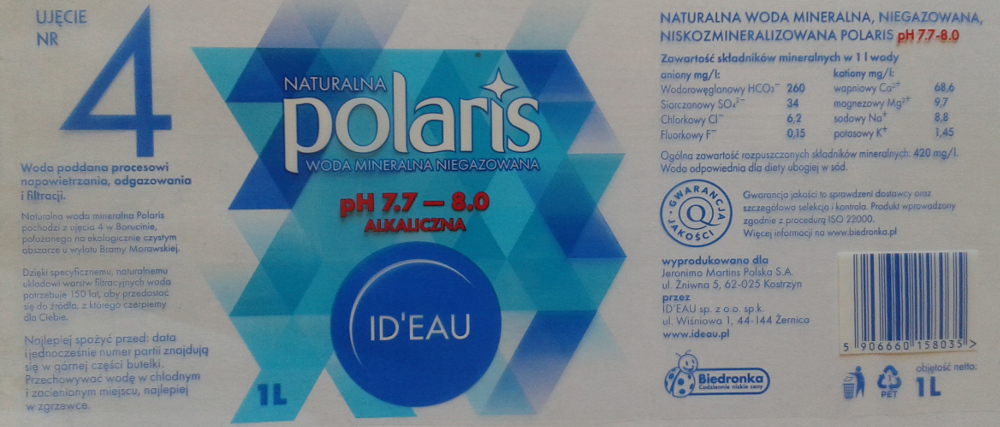 UJĘCIE
NR
4
Woda poddana procesowi
napowietrzania, odgazowania
i filtracji.
Naturalna woda mineralna Polaris
pochodzi z ujęcia 4 w Borucinie,
położonego na ekologicznie czystym
obszarze u wylotu Bramy Morawskiej.
Dzięki specyficznemu, naturalnemu
układowi warstw filtracyjnych woda
potrzebuje 150 lat, aby przedostać
się do źródła, z którego czerpiemy
dla Ciebie.
Najlepiej spożyć przed: data
i jednocześnie numer partii znajdują
się w górnej części butelki.
Przechowywać wodę w chłodnym
i zacienionym miejscu, najlepiej
w zgrzewce.
NATURALNA
polaris
WODA MINERALNA NIEGAZOWANA
pH 7.7 — 8.0
ALKALICZNA
ID'EAU
1L
NATURALNA WODA MINERALNA, NIEGAZOWANA,
NISKOZMINERALIZOWANA POLARIS pH 7.7-8.0
Zawartość składników mineralnych w 1 l wody
aniony mg/l: kationy mg/l:
Wodorowęglanowy HCO₃⁻ 260 wapniowy Ca²⁺ 68,6
Siarczanowy SO₄²⁻ 34 magnezowy Mg²⁺ 9,7
Chlorkowy Cl⁻ 6,2 sodowy Na⁺ 8,8
Fluorkowy F⁻ 0,15 potasowy K⁺ 1,45
Ogólna zawartość rozpuszczonych składników mineralnych: 420 mg/l.
Woda odpowiednia dla diety ubogiej w sód.
GWARANCJA
Q
JAKOŚCI
Gwarancja jakości to sprawdzeni dostawcy oraz
szczegółowa selekcja i kontrola. Produkt wprowadzony
zgodnie z procedurą ISO 22000.
Więcej informacji na www.biedronka.pl
wyprodukowano dla
Jeronimo Martins Polska S.A.
ul. Żniwna 5, 62-025 Kostrzyn
przez
ID'EAU sp. z o.o. sp.k.
ul. Wiśniowa 1, 44-144 Żernica
www.ideau.pl
5 906660 158035 >
Biedronka
Codziennie niskie ceny
1
PET
objętość netto:
1L